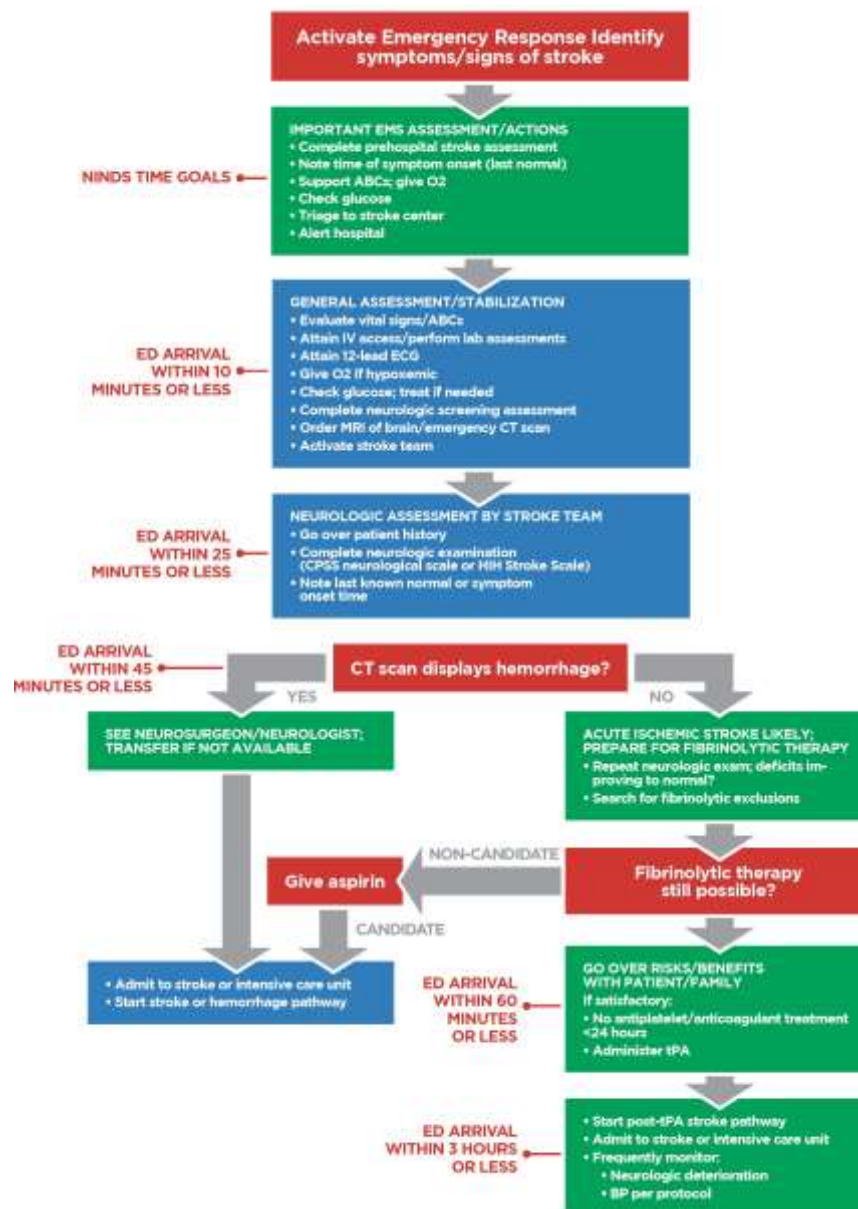 Activate Emergency Response Identify
symptoms/signs of stroke
IMPORTANT EMS ASSESSMENT/ACTIONS
• Complete prehospital stroke assessment
• Note time of symptom onset (last normal)
• Support ABCs; give O2
• Check glucose
• Triage to stroke center
• Alert hospital
NINDS TIME GOALS
GENERAL ASSESSMENT/STABILIZATION
• Evaluate vital signs/ABCs
• Attain IV access/perform lab assessments
• Attain 12-lead ECG
• Give O2 if hypoxemic
• Check glucose; treat if needed
• Complete neurologic screening assessment
• Order MRI of brain/emergency CT scan
• Activate stroke team
ED ARRIVAL
WITHIN 10
MINUTES OR LESS
NEUROLOGIC ASSESSMENT BY STROKE TEAM
• Go over patient history
• Complete neurologic examination
(CPSS neurological scale or HIH Stroke Scale)
• Note last known normal or symptom
onset time
ED ARRIVAL
WITHIN 25
MINUTES OR LESS
ED ARRIVAL
WITHIN 45
MINUTES OR LESS
CT scan displays hemorrhage?
YES
NO
SEE NEUROSURGEON/NEUROLOGIST;
TRANSFER IF NOT AVAILABLE
ACUTE ISCHEMIC STROKE LIKELY;
PREPARE FOR FIBRINOLYTIC THERAPY
• Repeat neurologic exam; deficits im-
proving to normal?
• Search for fibrinolytic exclusions
NON-CANDIDATE
Give aspirin
Fibrinolytic therapy
still possible?
CANDIDATE
• Admit to stroke or intensive care unit
• Start stroke or hemorrhage pathway
ED ARRIVAL
WITHIN 60
MINUTES
OR LESS
GO OVER RISKS/BENEFITS
WITH PATIENT/FAMILY
If satisfactory:
• No antiplatelet/anticoagulant treatment
<24 hours
• Administer tPA
ED ARRIVAL
WITHIN 3 HOURS
OR LESS
• Start post-tPA stroke pathway
• Admit to stroke or intensive care unit
• Frequently monitor:
• Neurologic deterioration
• BP per protocol